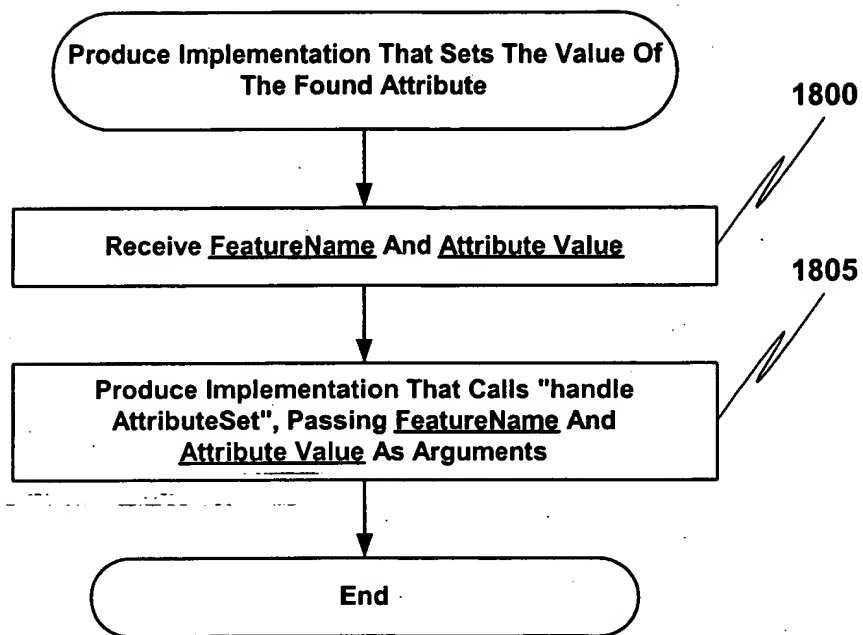 Produce Implementation That Sets The Value Of
The Found Attribute
1800
Receive FeatureName And Attribute Value
1805
Produce Implementation That Calls "handle
AttributeSet", Passing FeatureName And
Attribute Value As Arguments
End